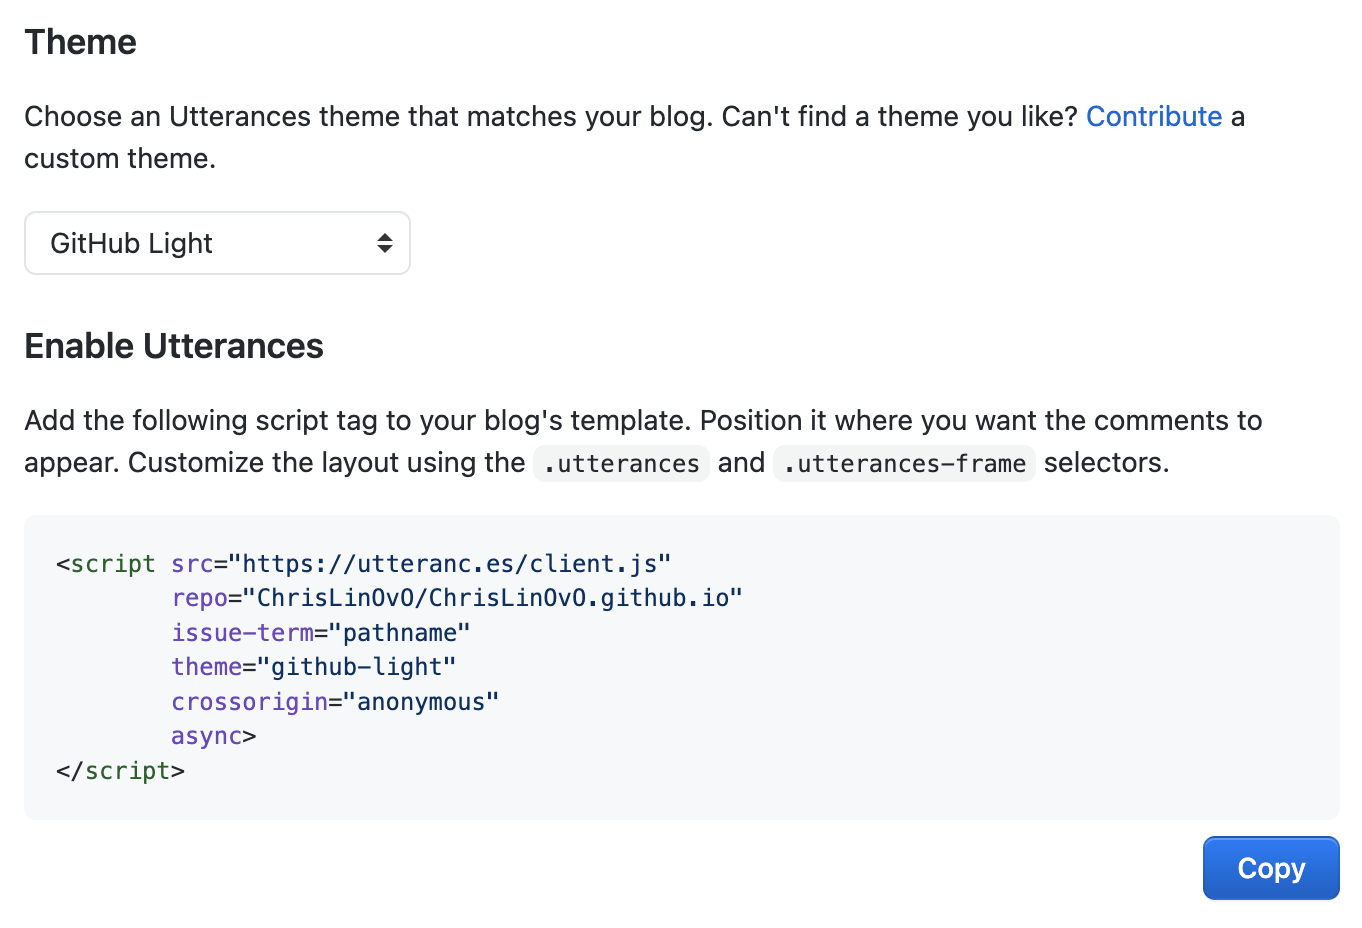 Theme
Choose an Utterances theme that matches your blog. Can't find a theme you like? Contribute a
custom theme.
GitHub Light
Enable Utterances
Add the following script tag to your blog's template. Position it where you want the comments to
appear. Customize the layout using the .utterances and .utterances-frame selectors.
<script src="https://utteranc.es/client.js"
        repo="ChrisLinOvO/ChrisLinOvO.github.io"
        issue-term="pathname"
        theme="github-light"
        crossorigin="anonymous"
        async>
</script>
Copy